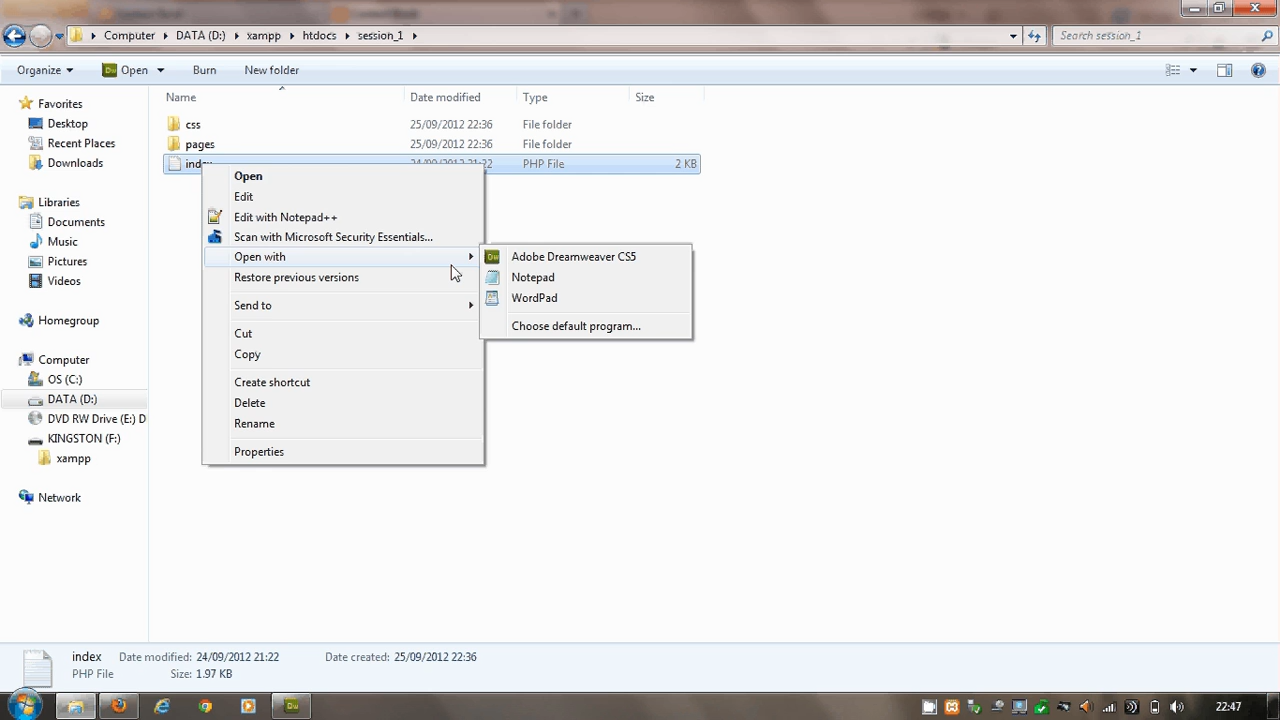 Computer DATA (D:) xampp htdocs session_1
Search session_1
Organize Open Burn New folder
Name Date modified Type Size
Favorites
Desktop
Recent Places
Downloads
Libraries
Documents
Music
Pictures
Videos
Homegroup
Computer
OS (C:)
DATA (D:)
DVD RW Drive (E:) D
KINGSTON (F:)
xampp
Network
css 25/09/2012 22:36 File folder
pages 25/09/2012 22:36 File folder
index PHP File 2 KB
Open
Edit
Edit with Notepad++
Scan with Microsoft Security Essentials...
Open with
Restore previous versions
Send to
Cut
Copy
Create shortcut
Delete
Rename
Properties
Adobe Dreamweaver CS5
Notepad
WordPad
Choose default program...
index Date modified: 24/09/2012 21:22 Date created: 25/09/2012 22:36
PHP File Size: 1.97 KB
22:47